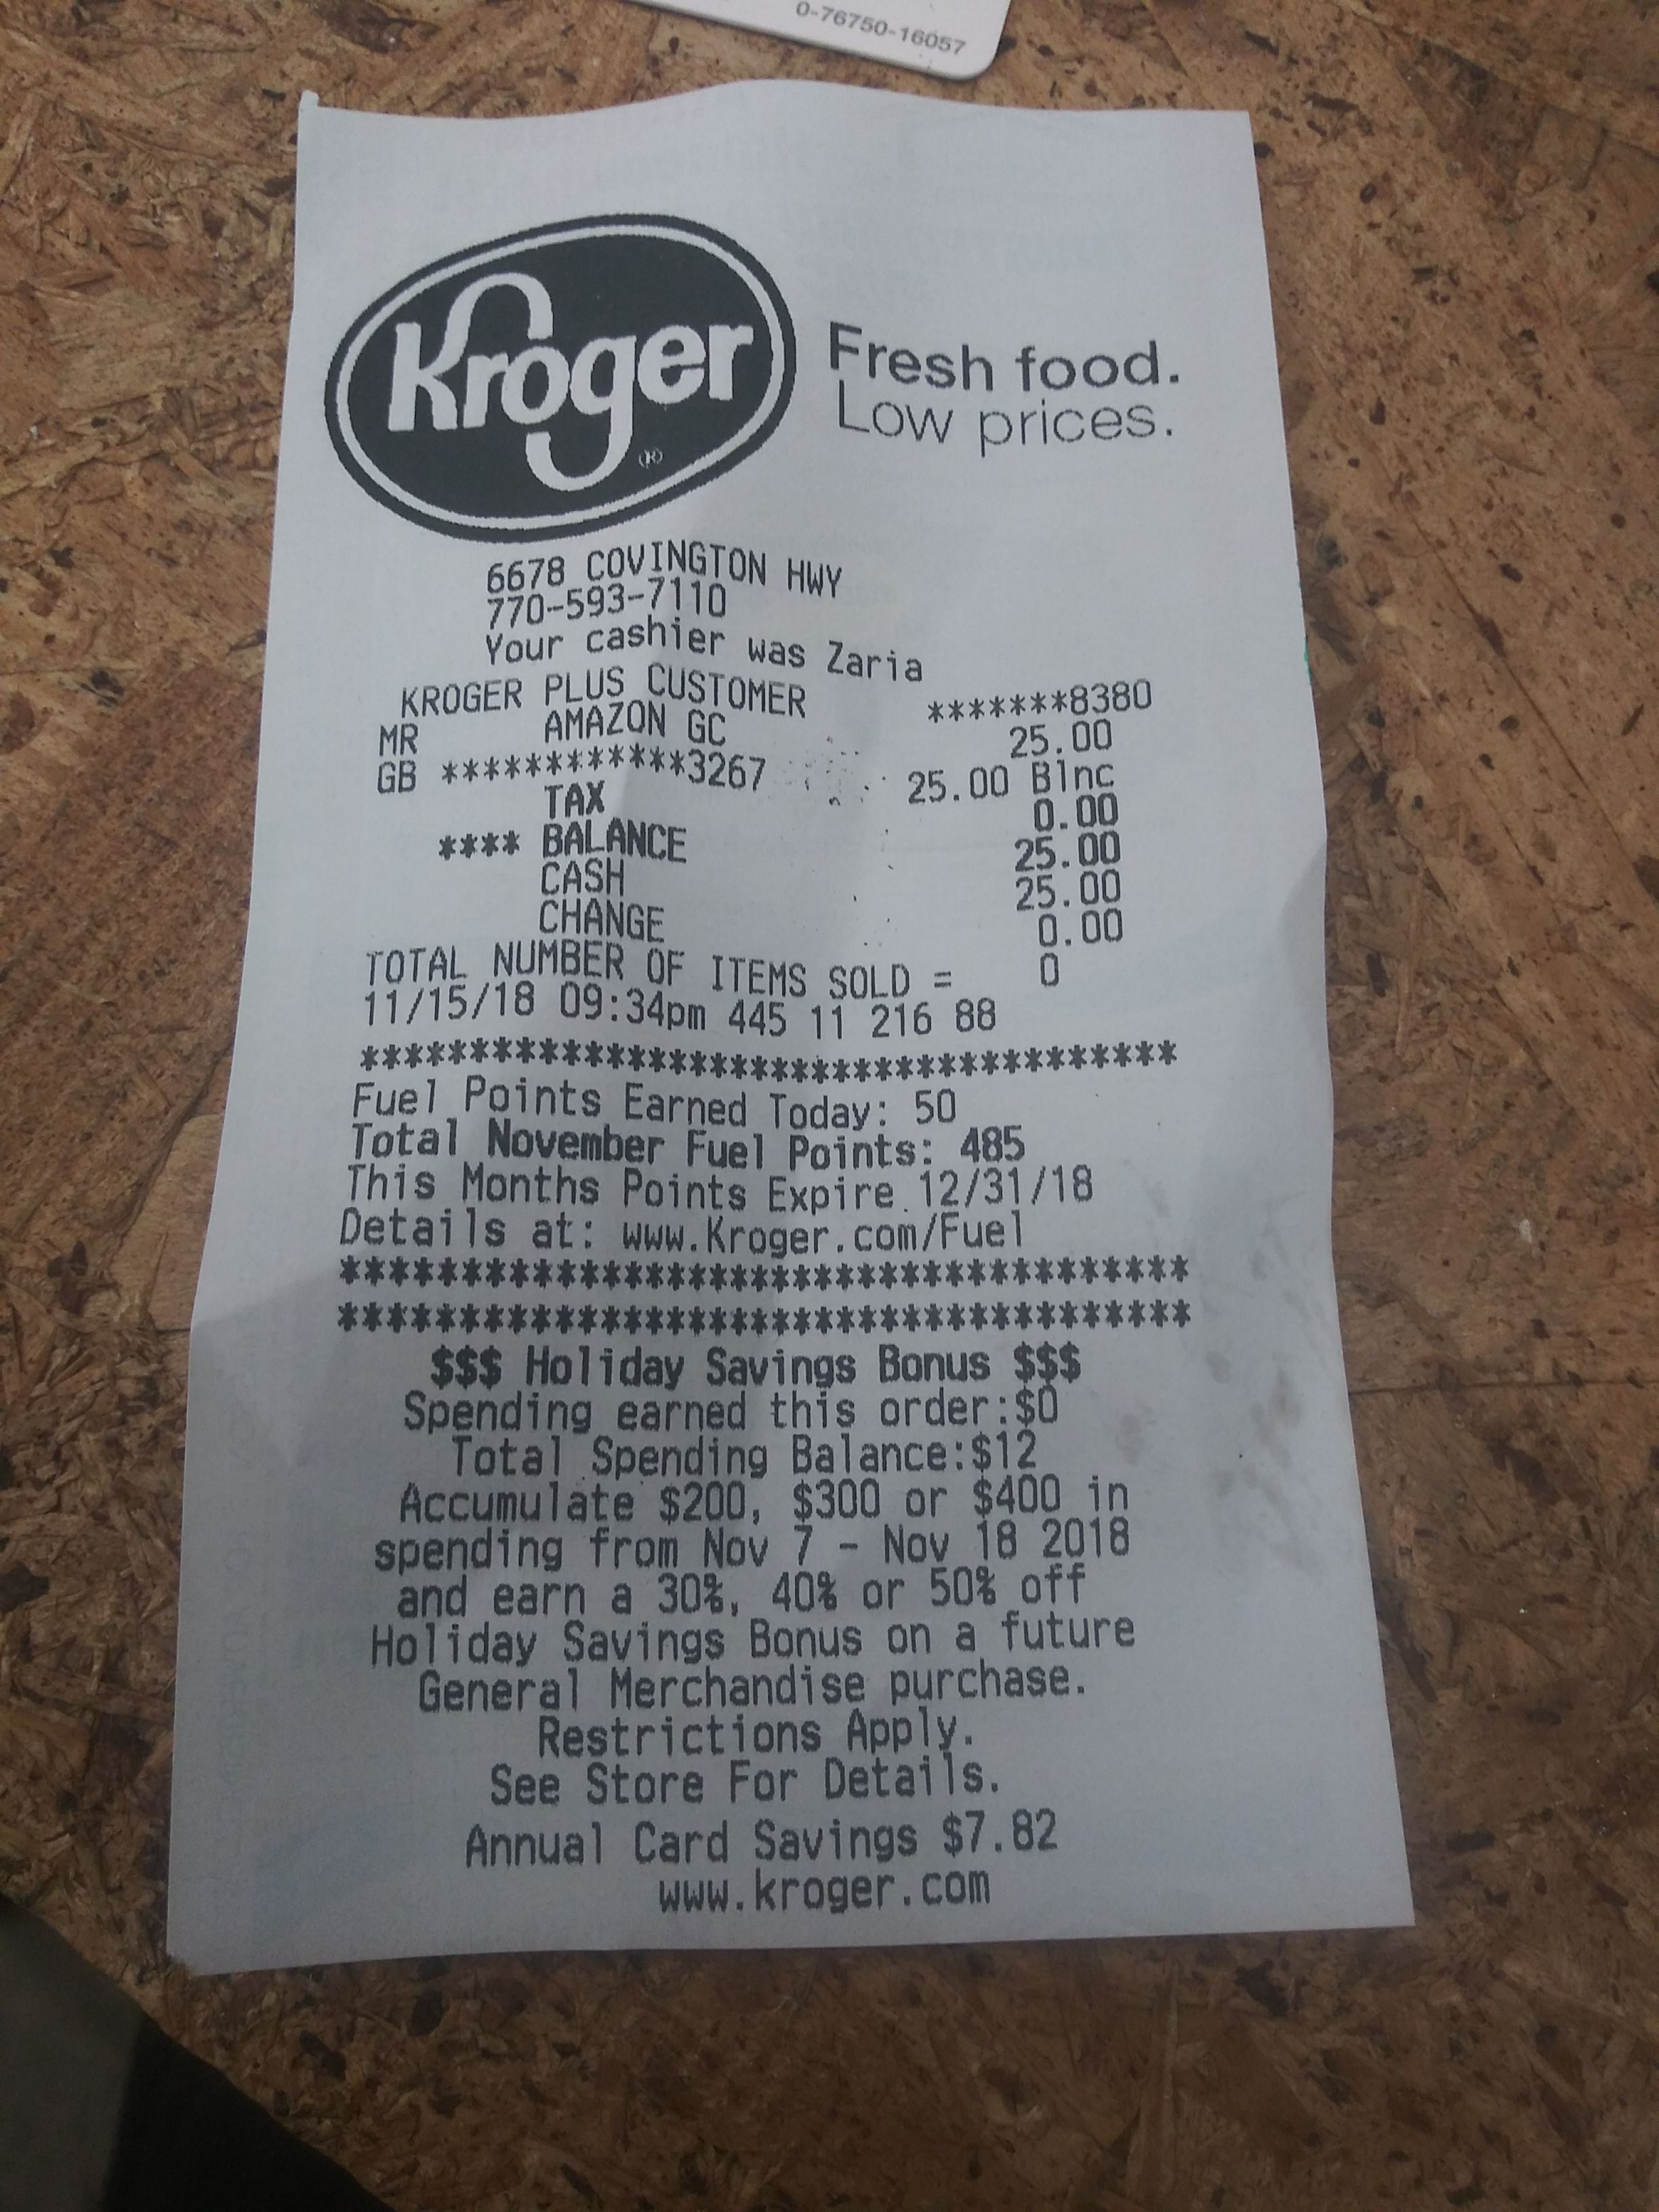 0-76750-16057
Kroger®
Fresh food.
Low prices.
6678 COVINGTON HWY
770-593-7110
Your cashier was Zaria
KROGER PLUS CUSTOMER *******8380
MR AMAZON GC 25.00
GB ************3267 25.00 Blnc
TAX 0.00
**** BALANCE 25.00
CASH 25.00
CHANGE 0.00
TOTAL NUMBER OF ITEMS SOLD = 0
11/15/18 09:34pm 445 11 216 88
************************************
Fuel Points Earned Today: 50
Total November Fuel Points: 485
This Months Points Expire 12/31/18
Details at: www.Kroger.com/Fuel
************************************
************************************
$$$ Holiday Savings Bonus $$$
Spending earned this order:$0
Total Spending Balance:$12
Accumulate $200, $300 or $400 in
spending from Nov 7 - Nov 18 2018
and earn a 30%, 40% or 50% off
Holiday Savings Bonus on a future
General Merchandise purchase.
Restrictions Apply.
See Store For Details.
Annual Card Savings $7.82
www.kroger.com